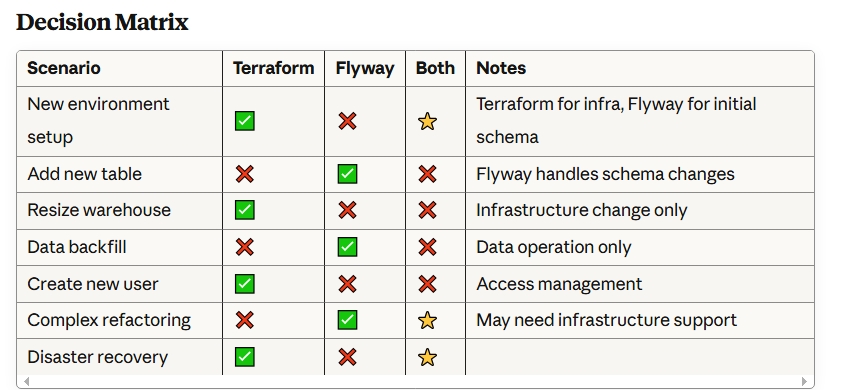 Decision Matrix
Scenario Terraform Flyway Both Notes
New environment setup ✅ ❌ ⭐ Terraform for infra, Flyway for initial schema
Add new table ❌ ✅ ❌ Flyway handles schema changes
Resize warehouse ✅ ❌ ❌ Infrastructure change only
Data backfill ❌ ✅ ❌ Data operation only
Create new user ✅ ❌ ❌ Access management
Complex refactoring ❌ ✅ ⭐ May need infrastructure support
Disaster recovery ✅ ❌ ⭐